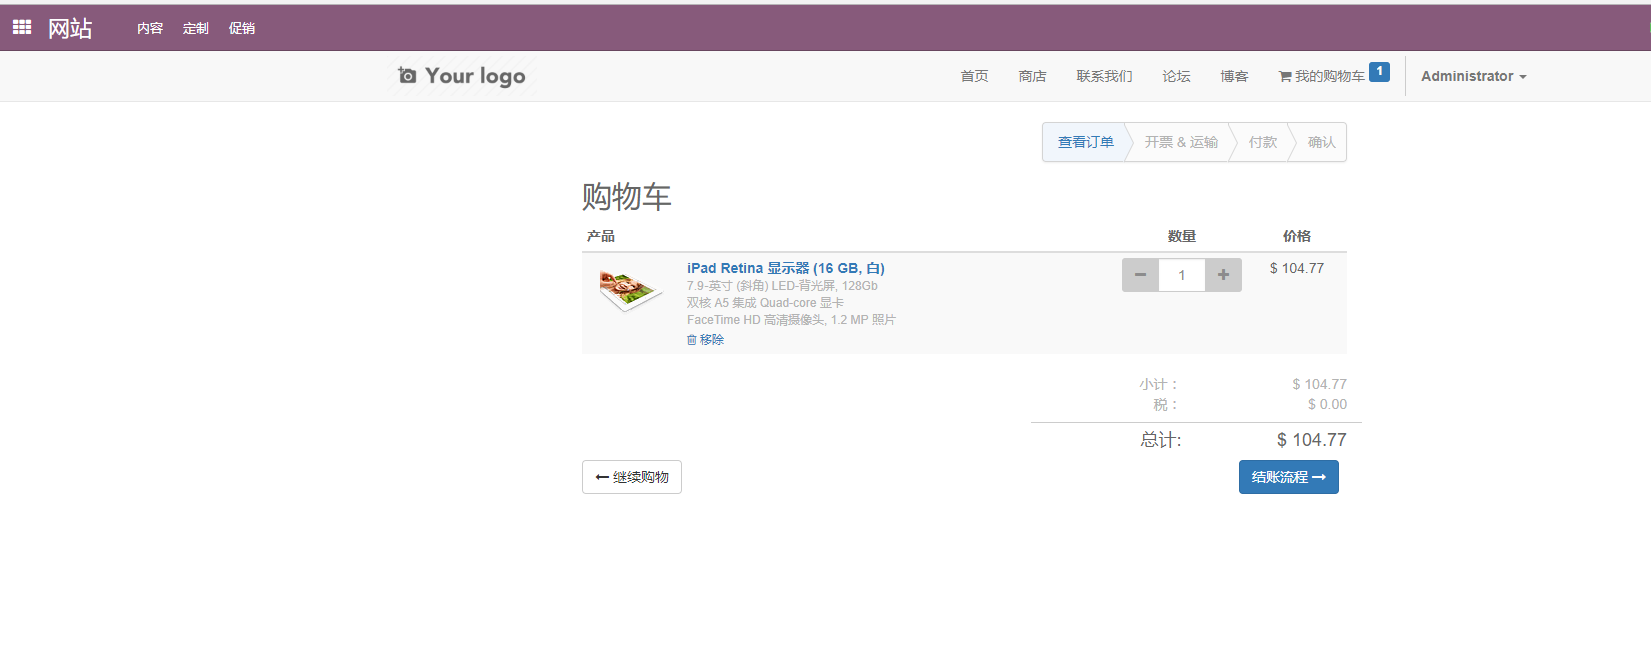 网站 内容 定制 促销
Your logo 首页 商店 联系我们 论坛 博客 我的购物车 1 Administrator
查看订单 开票 & 运输 付款 确认
购物车
产品 数量 价格
iPad Retina 显示器 (16 GB, 白) 1 $ 104.77
7.9-英寸 (斜角) LED-背光屏, 128Gb
双核 A5 集成 Quad-core 显卡
FaceTime HD 高清摄像头, 1.2 MP 照片
移除
小计： $ 104.77
税： $ 0.00
总计: $ 104.77
继续购物 结账流程